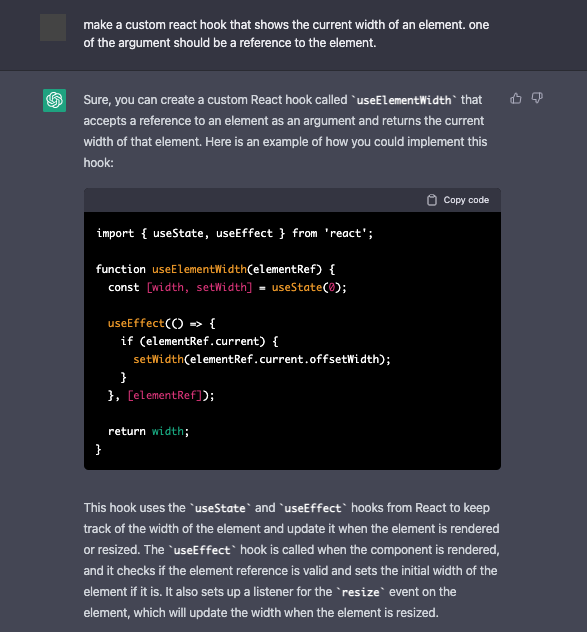 make a custom react hook that shows the current width of an element. one
of the argument should be a reference to the element.
Sure, you can create a custom React hook called `useElementWidth` that
accepts a reference to an element as an argument and returns the current
width of that element. Here is an example of how you could implement this
hook:
Copy code
import { useState, useEffect } from 'react';
function useElementWidth(elementRef) {
  const [width, setWidth] = useState(0);
  useEffect(() => {
    if (elementRef.current) {
      setWidth(elementRef.current.offsetWidth);
    }
  }, [elementRef]);
  return width;
}
This hook uses the `useState` and `useEffect` hooks from React to keep
track of the width of the element and update it when the element is rendered
or resized. The `useEffect` hook is called when the component is rendered,
and it checks if the element reference is valid and sets the initial width of the
element if it is. It also sets up a listener for the `resize` event on the
element, which will update the width when the element is resized.